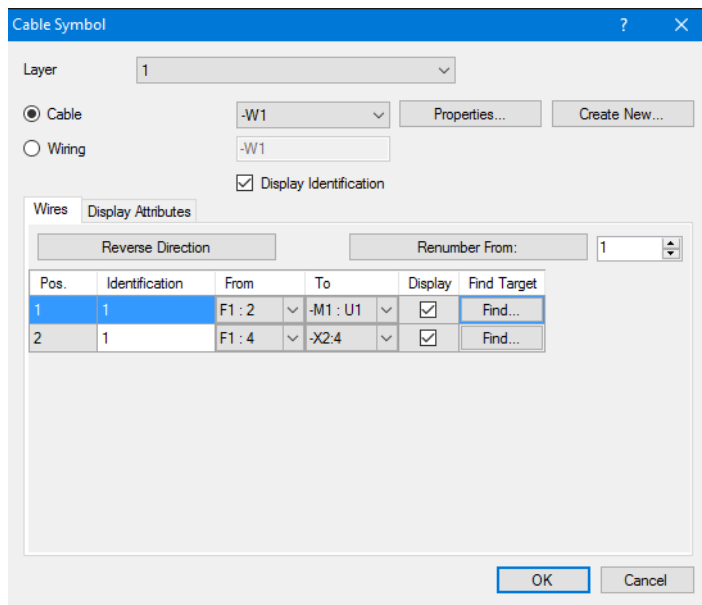 Cable Symbol ?
Layer 1
Cable -W1 Properties... Create New...
Wiring -W1
Display Identification
Wires Display Attributes
Reverse Direction Renumber From: 1
Pos. Identification From To Display Find Target
1 1 F1 : 2 -M1 : U1 Find...
2 1 F1 : 4 -X2:4 Find...
OK Cancel